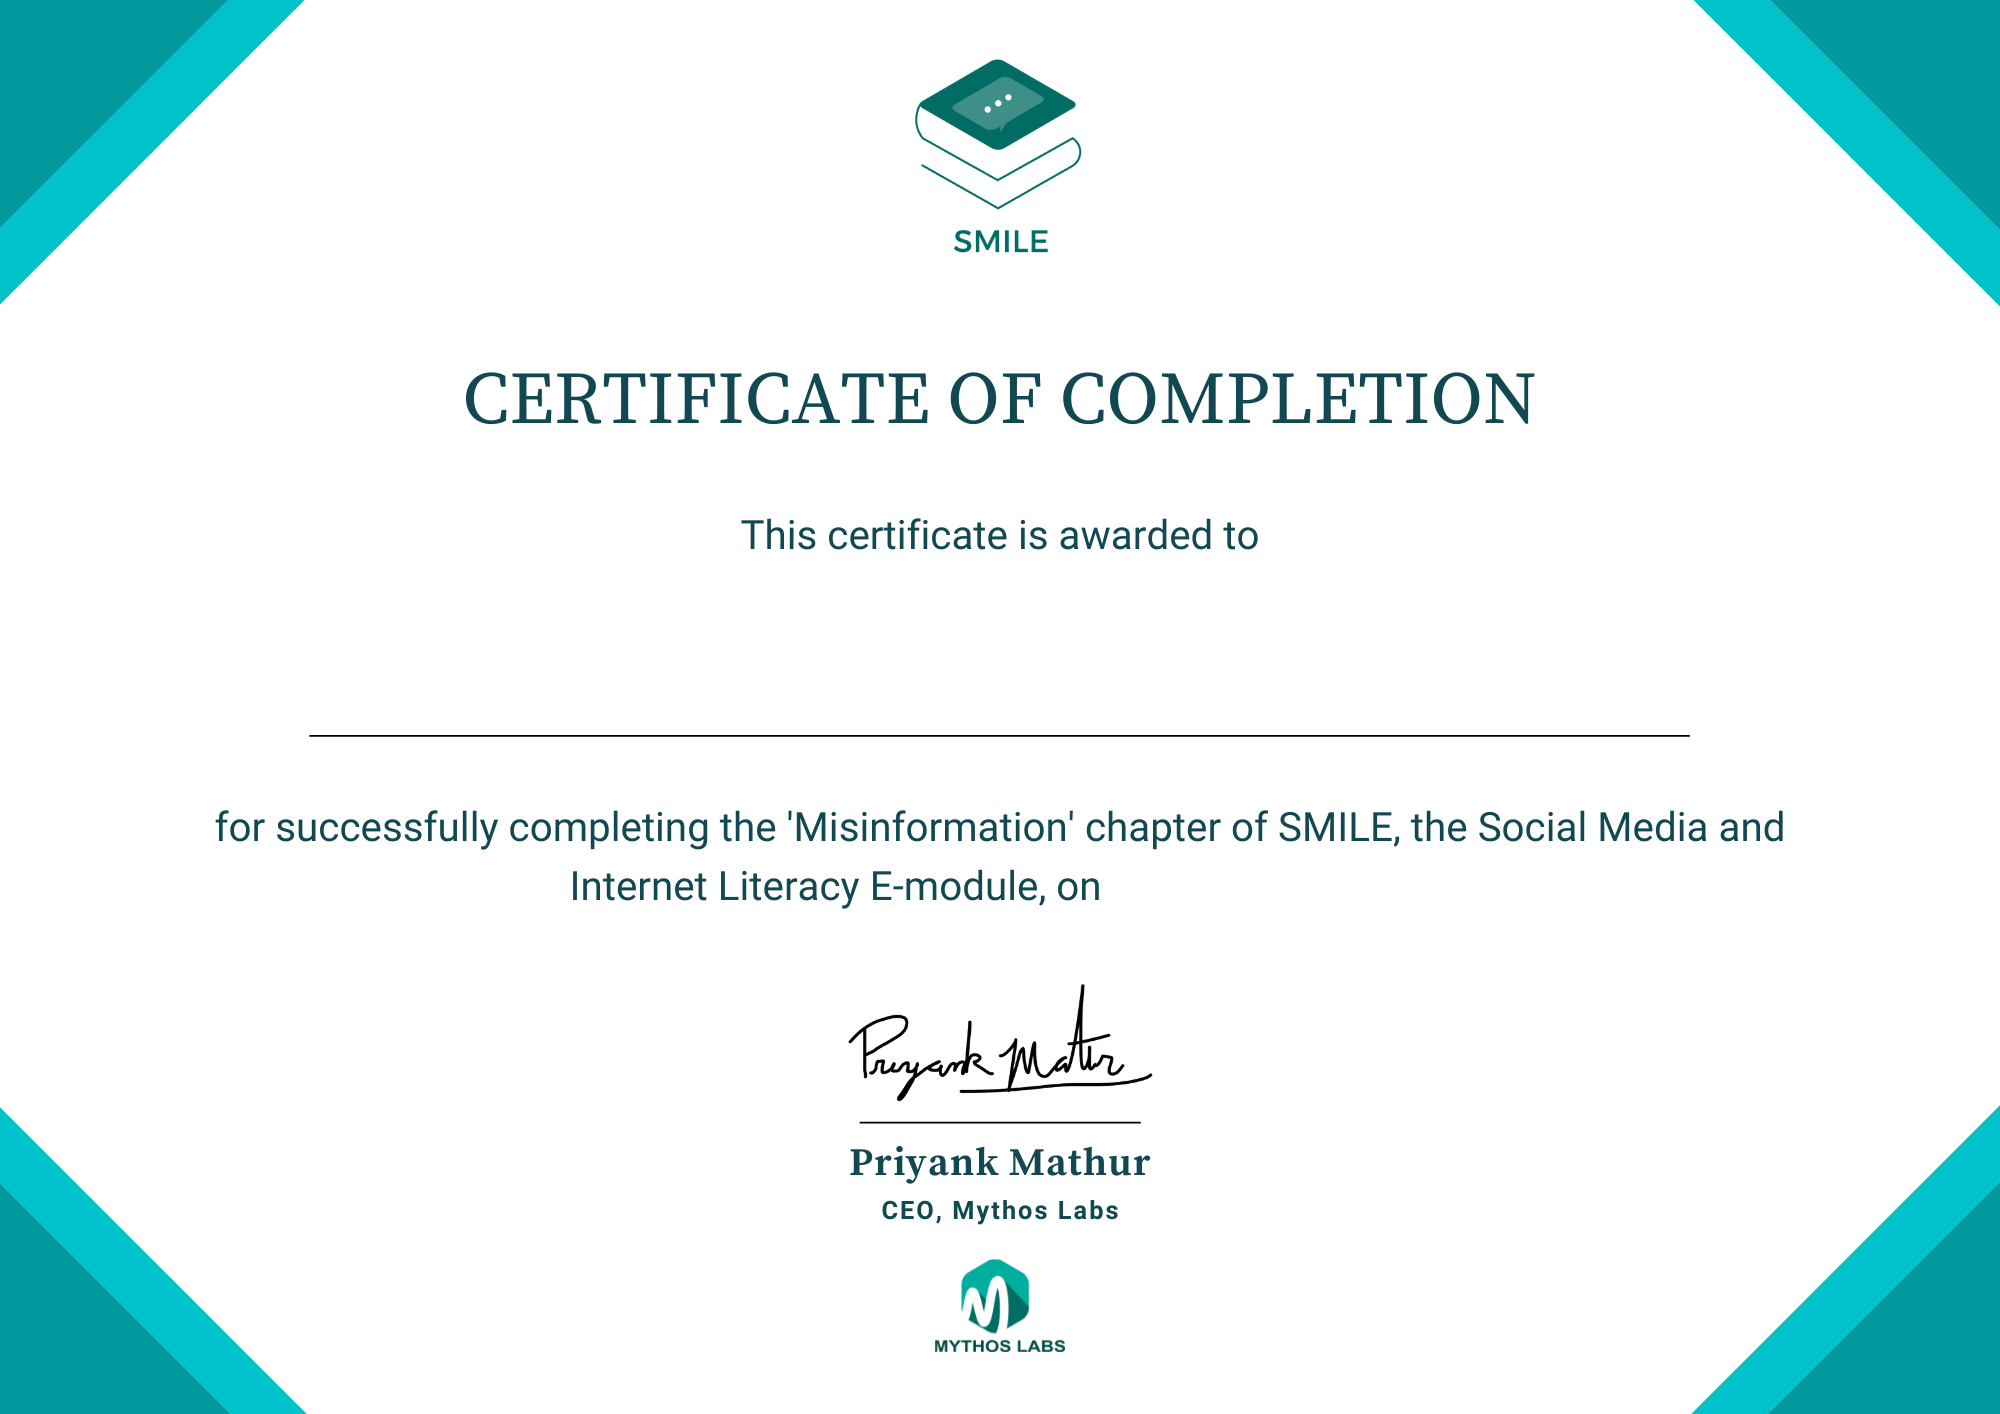 SMILE
CERTIFICATE OF COMPLETION
This certificate is awarded to
for successfully completing the 'Misinformation' chapter of SMILE, the Social Media and
Internet Literacy E-module, on
Priyank Mathur
Priyank Mathur
CEO, Mythos Labs
MYTHOS LABS